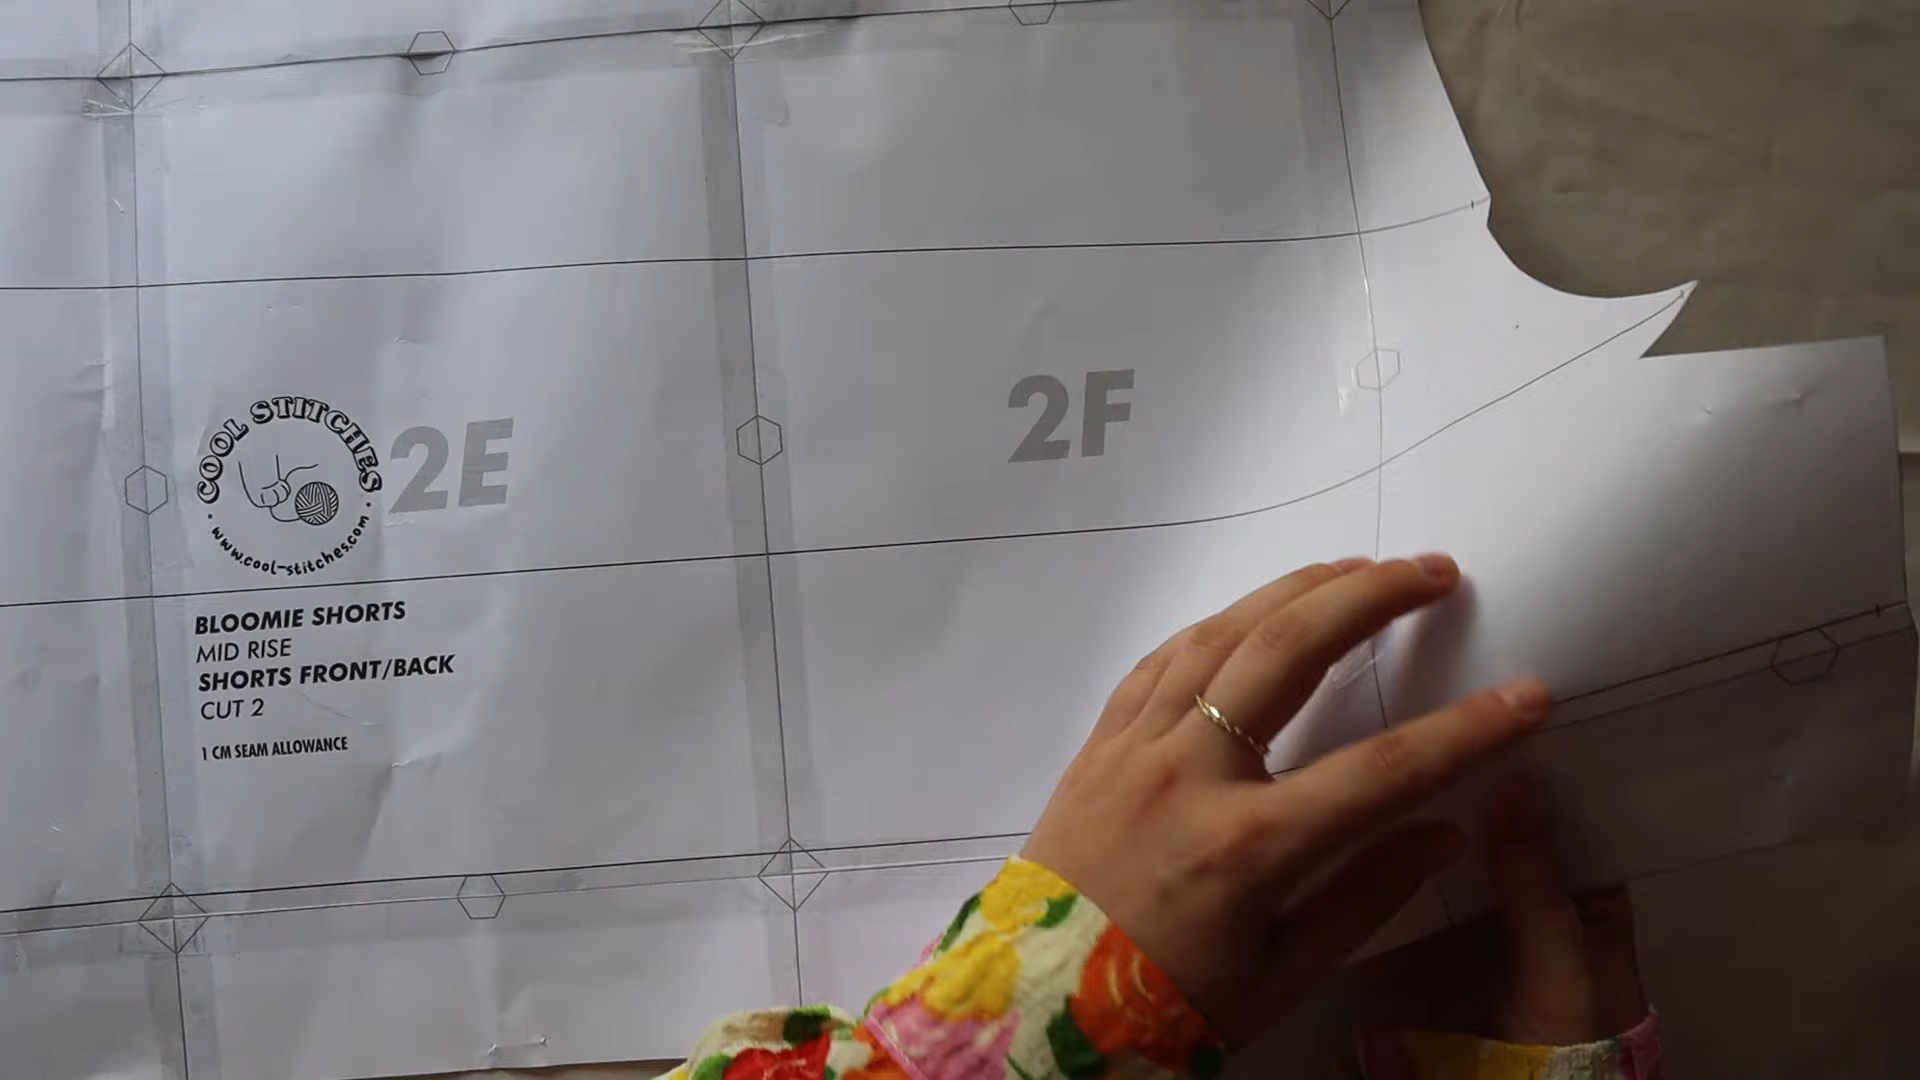 COOL STITCHES
www.cool-stitches.com
2E
2F
BLOOMIE SHORTS
MID RISE
SHORTS FRONT/BACK
CUT 2
1 CM SEAM ALLOWANCE